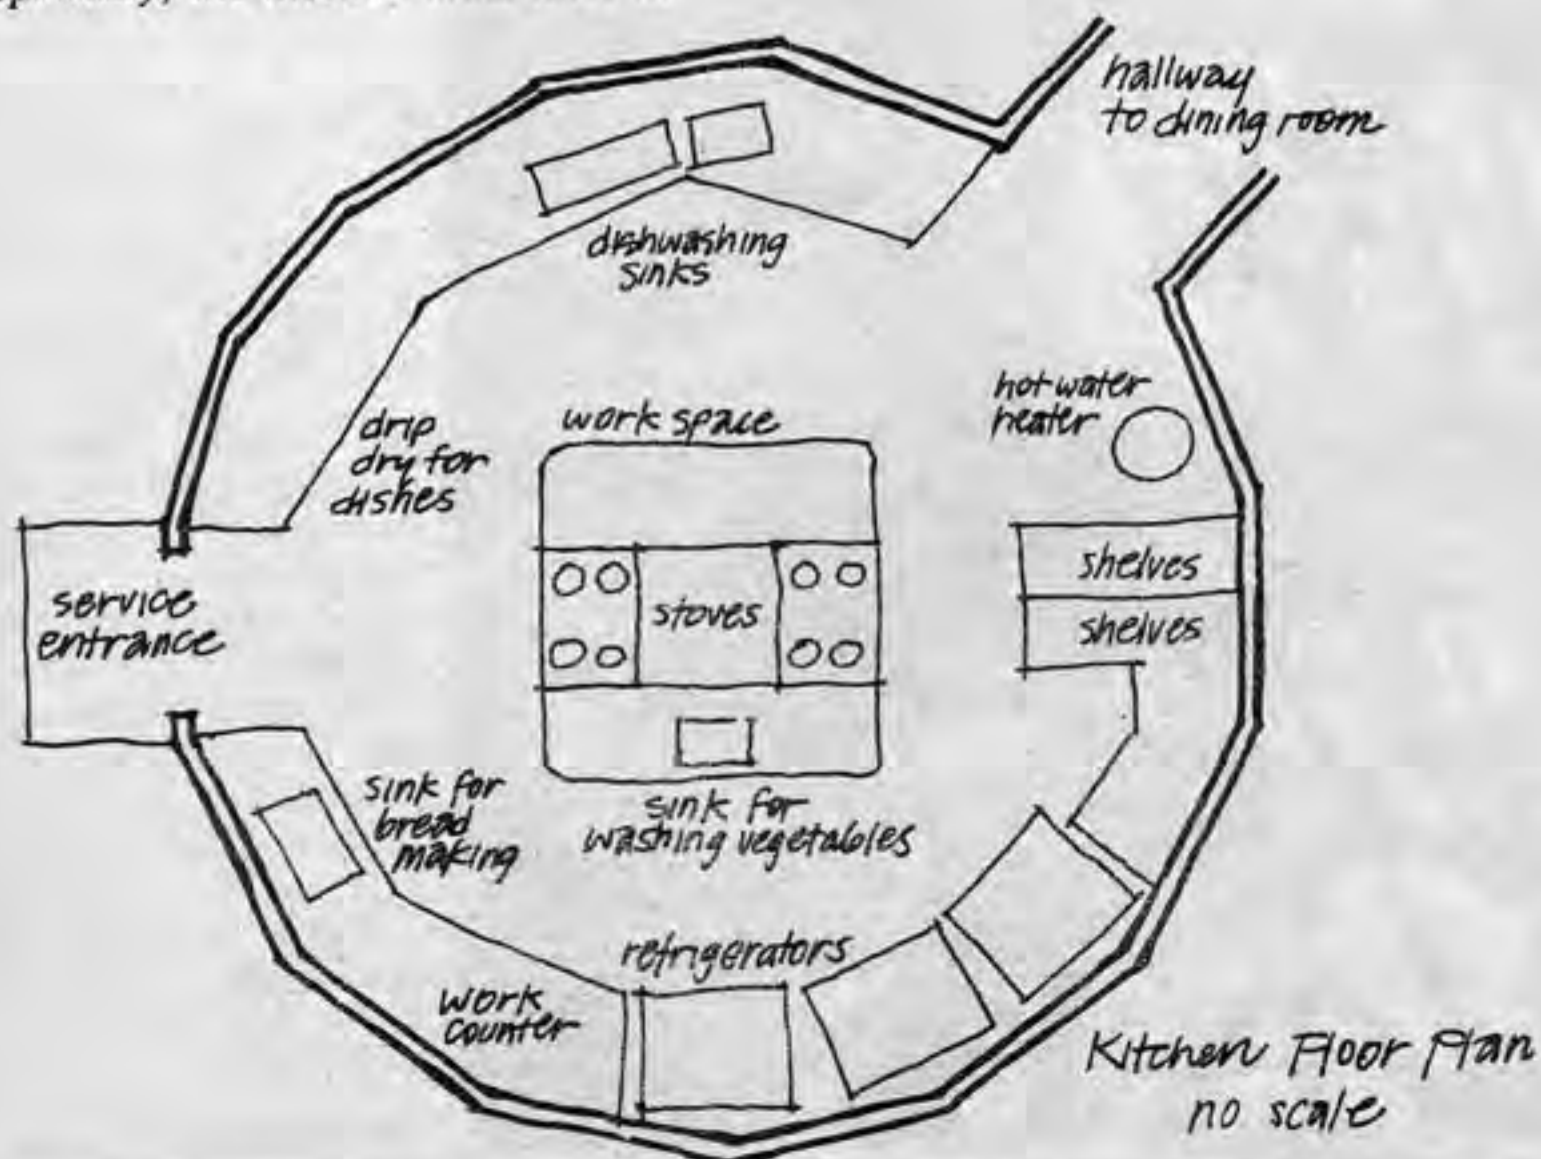 hallway
to dining room
dishwashing
sinks
hot water
heater
work space
drip
dry for
dishes
shelves
service
entrance
stoves
shelves
sink for
bread
making
sink for
washing vegetables
refrigerators
work
counter
Kitchen Floor Plan
no scale